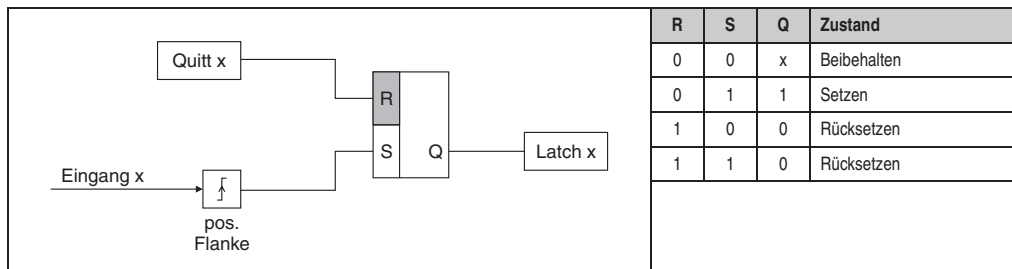 Quitt x
R
S
Q
Latch x
Eingang x
pos.
Flanke
R S Q Zustand
0 0 x Beibehalten
0 1 1 Setzen
1 0 0 Rücksetzen
1 1 0 Rücksetzen